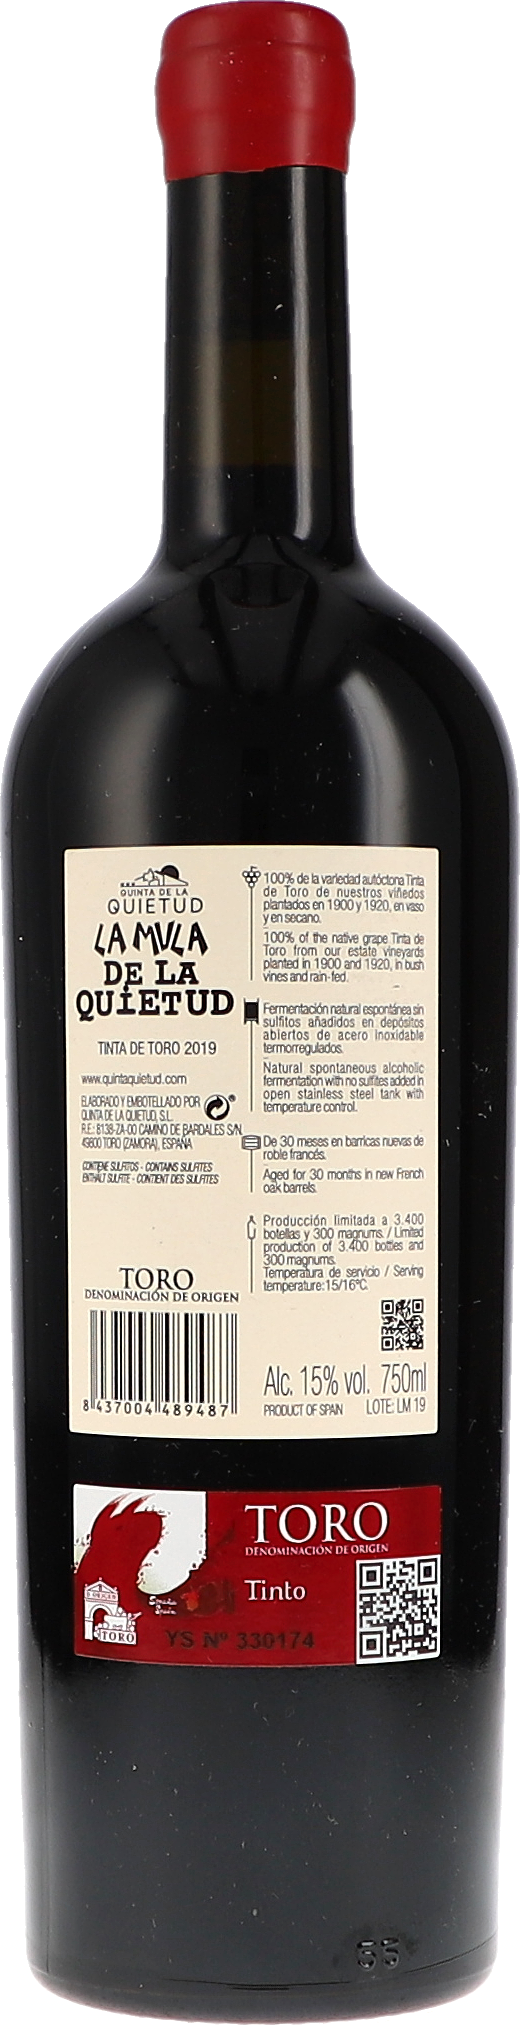 QUINTA DE LA
QUIETUD
LA MULA
DE LA
QUIETUD
TINTA DE TORO 2019
www.quintaquietud.com
ELABORADO Y EMBOTELLADO POR
QUINTA DE LA QUIETUD, S.L.
R.E.: 8138-ZA-00 CAMINO DE BARDALES S/N
49800 TORO (ZAMORA), ESPAÑA
CONTIENE SULFITOS - CONTAINS SULFITES
ENTHÄLT SULFITE - CONTIENT DES SULFITES
TORO
DENOMINACIÓN DE ORIGEN
8 437004 489487
100% de la variedad autóctona Tinta
de Toro de nuestros viñedos
plantados en 1900 y 1920, en vaso
y en secano.
100% of the native grape Tinta de
Toro from our estate vineyards
planted in 1900 and 1920, in bush
vines and rain-fed.
Fermentación natural espontánea sin
sulfitos añadidos en depósitos
abiertos de acero inoxidable
termorregulados.
Natural spontaneous alcoholic
fermentation with no sulfites added in
open stainless steel tank with
temperature control.
De 30 meses en barricas nuevas de
roble francés.
Aged for 30 months in new French
oak barrels.
Producción limitada a 3.400
botellas y 300 magnums. / Limited
production of 3.400 bottles and
300 magnums.
Temperatura de servicio / Serving
temperature: 15/16ºC.
Alc. 15% vol. 750ml
PRODUCT OF SPAIN LOTE: LM 19
TORO
DENOMINACIÓN DE ORIGEN
Tinto
D. ORIGEN
TORO
España
Spain
YS Nº 330174
55